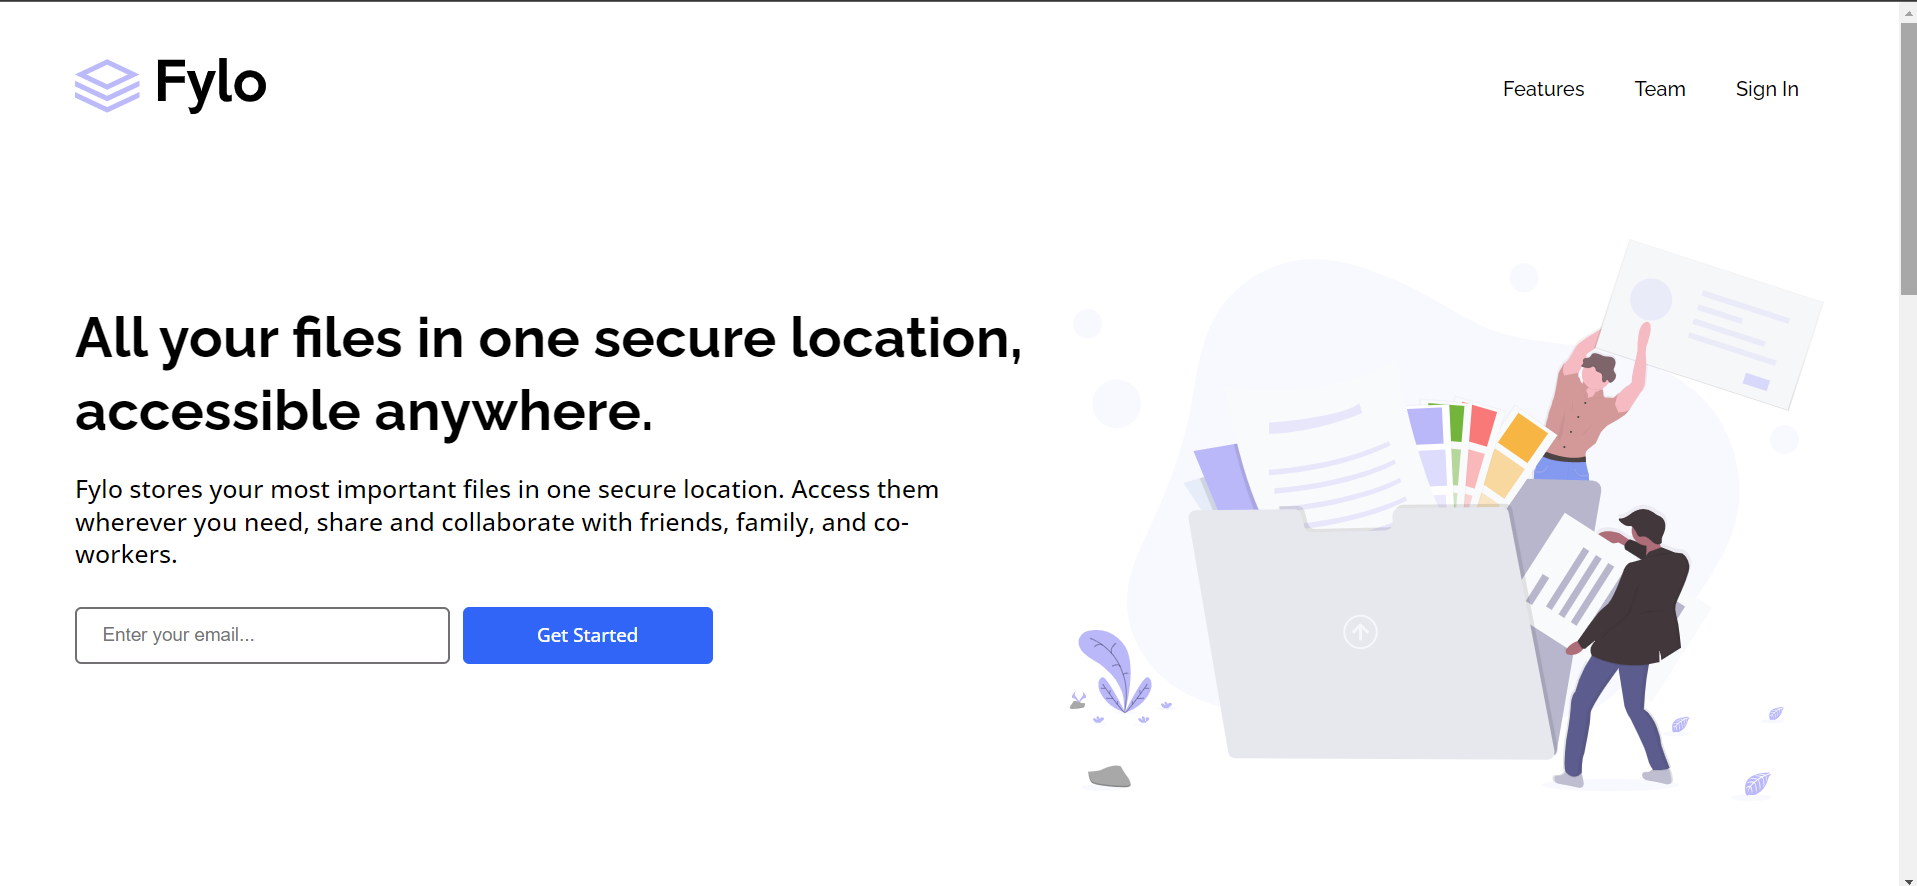 Fylo
Features
Team
Sign In
All your files in one secure location,
accessible anywhere.
Fylo stores your most important files in one secure location. Access them
wherever you need, share and collaborate with friends, family, and co-
workers.
Enter your email...
Get Started